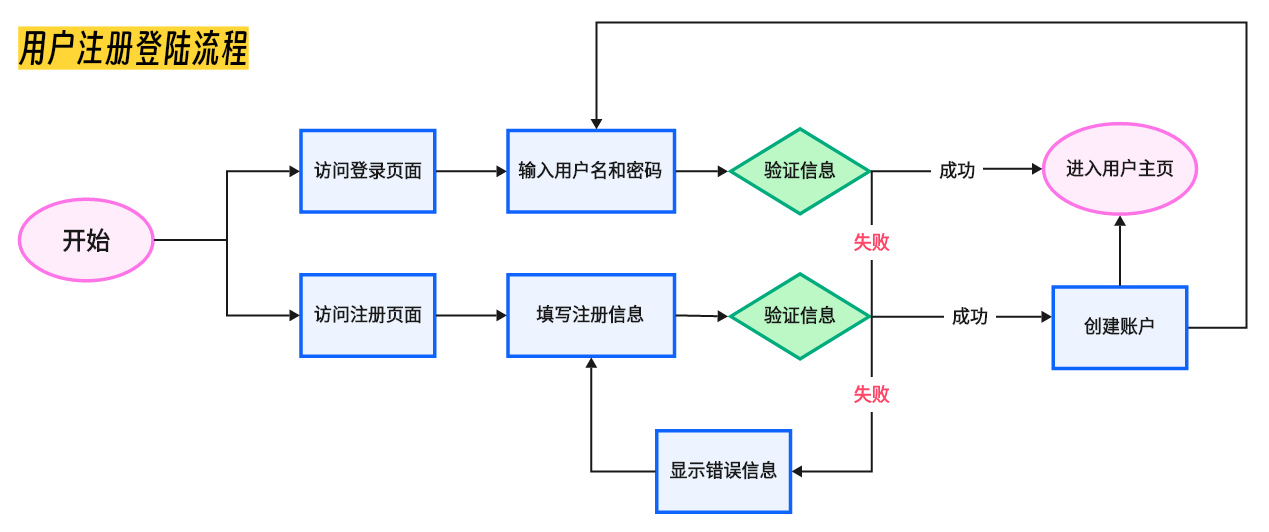 用户注册登陆流程
开始
访问登录页面
输入用户名和密码
验证信息
成功
进入用户主页
失败
访问注册页面
填写注册信息
验证信息
成功
创建账户
失败
显示错误信息